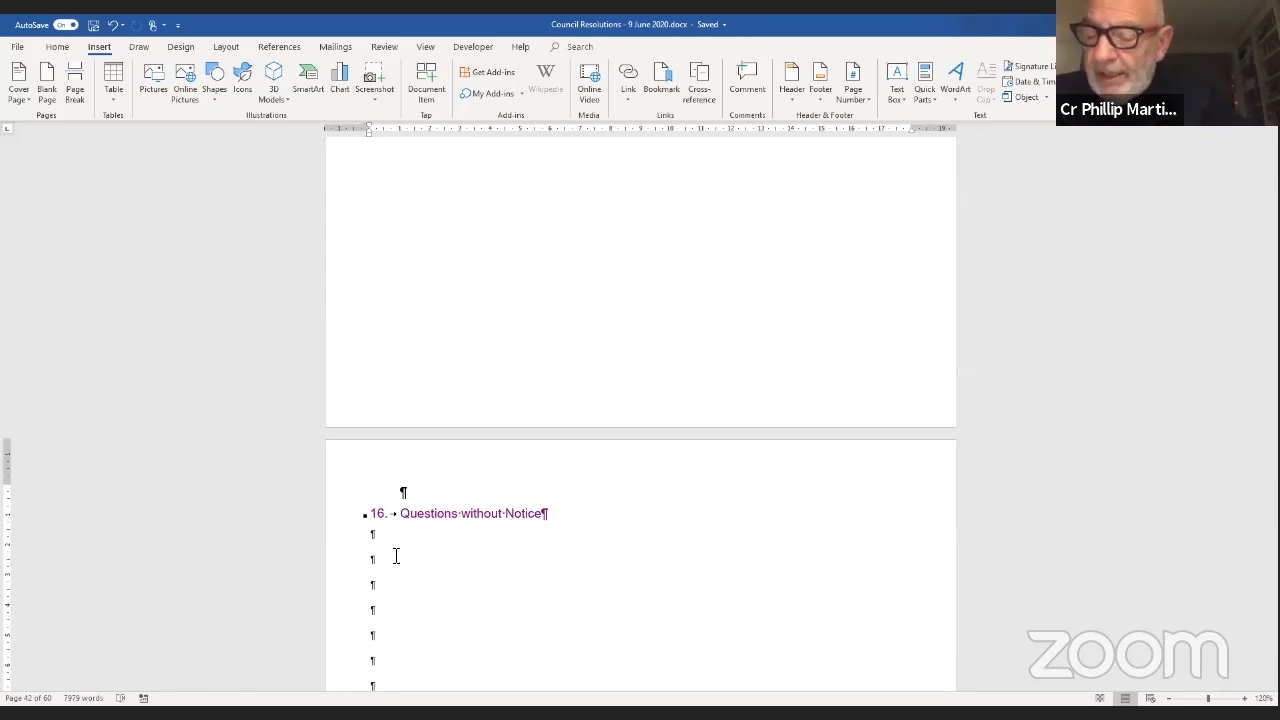 AutoSave On Council Resolutions - 9 June 2020.docx - Saved
File Home Insert Draw Design Layout References Mailings Review View Developer Help Search
Cover Page Blank Page Page Break Table Pictures Online Pictures Shapes Icons 3D Models SmartArt Chart Screenshot Get Add-ins My Add-ins Wikipedia Document Item Online Video Link Bookmark Cross-reference Comment Header Footer Page Number Text Box Quick Parts WordArt Drop Cap Signature Li Date & Time Object
Pages Tables Illustrations Add-ins Tap Media Links Comments Header & Footer Text
Cr Phillip Marti...
16. Questions without Notice
zoom
Page 42 of 60 7979 words 120%